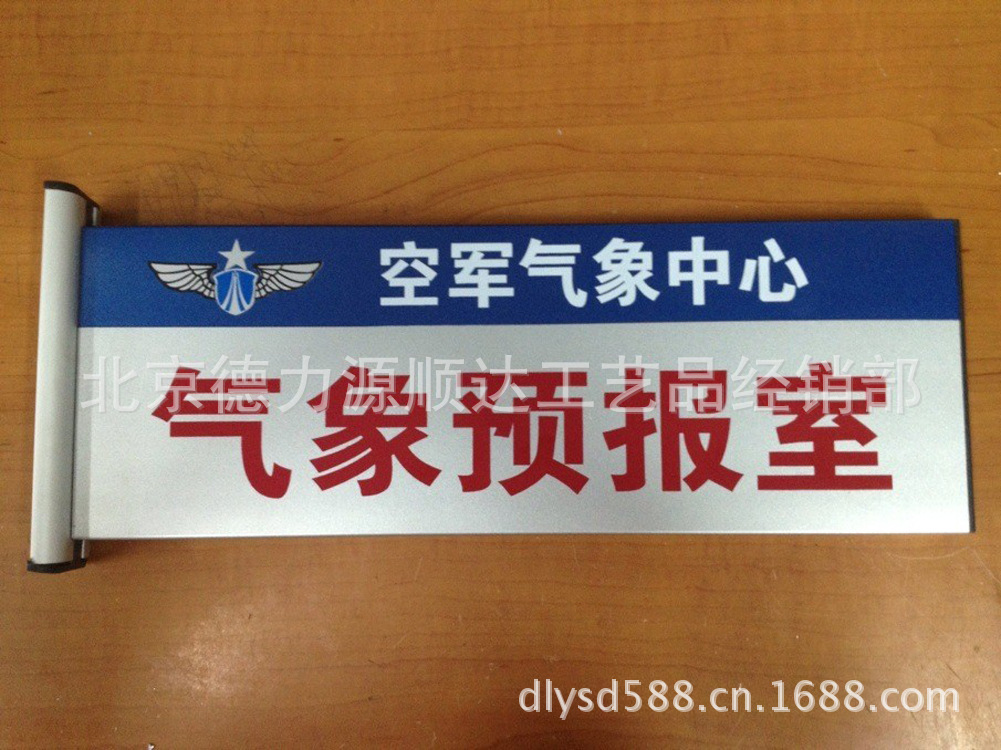 空军气象中心
北京德力源顺达工艺品经销部
气象预报室
dlysd588.cn.1688.com